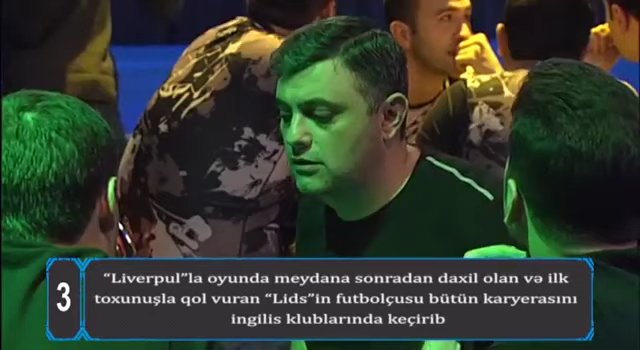 3
“Liverpul”la oyunda meydana sonradan daxil olan və ilk
toxunuşla qol vuran “Lids”in futbolçusu bütün karyerasını
ingilis klublarında keçirib